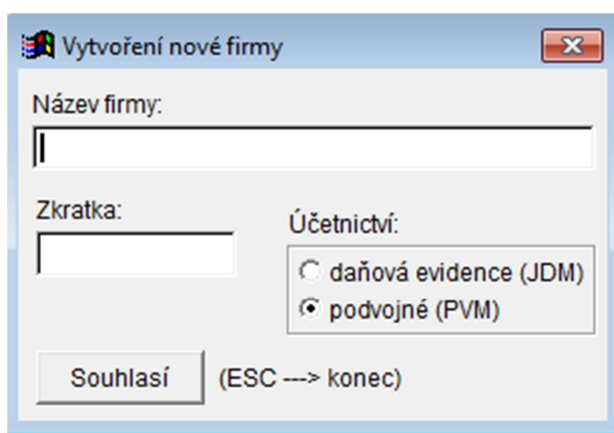 Vytvoření nové firmy
Název firmy:
Zkratka:
Účetnictví:
daňová evidence (JDM)
podvojné (PVM)
Souhlasí (ESC ---> konec)